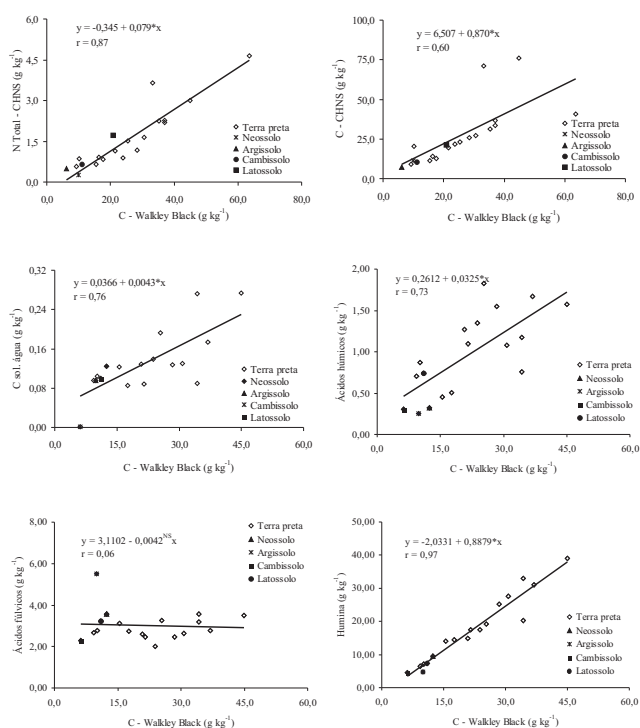 y = -0,345 + 0,079*x
r = 0,87
N Total - CHNS (g kg⁻¹)
6,0
4,5
3,0
1,5
0,0
0,0 20,0 40,0 60,0 80,0
C - Walkley Black (g kg⁻¹)
Terra preta
Neossolo
Argissolo
Cambissolo
Latossolo
y = 6,507 + 0,870*x
r = 0,60
C - CHNS (g kg⁻¹)
100,0
75,0
50,0
25,0
0,0
0,0 20,0 40,0 60,0 80,0
C - Walkley Black (g kg⁻¹)
Terra preta
Neossolo
Argissolo
Cambissolo
Latossolo
y = 0,0366 + 0,0043*x
r = 0,76
C sol. água (g kg⁻¹)
0,32
0,24
0,16
0,08
0,00
0,0 15,0 30,0 45,0 60,0
C - Walkley Black (g kg⁻¹)
Terra preta
Neossolo
Argissolo
Cambissolo
Latossolo
y = 0,2612 + 0,0325*x
r = 0,73
Ácidos húmicos (g kg⁻¹)
2,00
1,50
1,00
0,50
0,00
0,0 15,0 30,0 45,0 60,0
C - Walkley Black (g kg⁻¹)
Terra preta
Neossolo
Argissolo
Cambissolo
Latossolo
y = 3,1102 - 0,0042ᴺˢx
r = 0,06
Ácidos fúlvicos (g kg⁻¹)
8,00
6,00
4,00
2,00
0,00
0,0 15,0 30,0 45,0 60,0
C - Walkley Black (g kg⁻¹)
Terra preta
Neossolo
Argissolo
Cambissolo
Latossolo
y = -2,0331 + 0,8879*x
r = 0,97
Humina (g kg⁻¹)
50,00
40,00
30,00
20,00
10,00
0,00
0,0 15,0 30,0 45,0 60,0
C - Walkley Black (g kg⁻¹)
Terra preta
Neossolo
Argissolo
Cambissolo
Latossolo